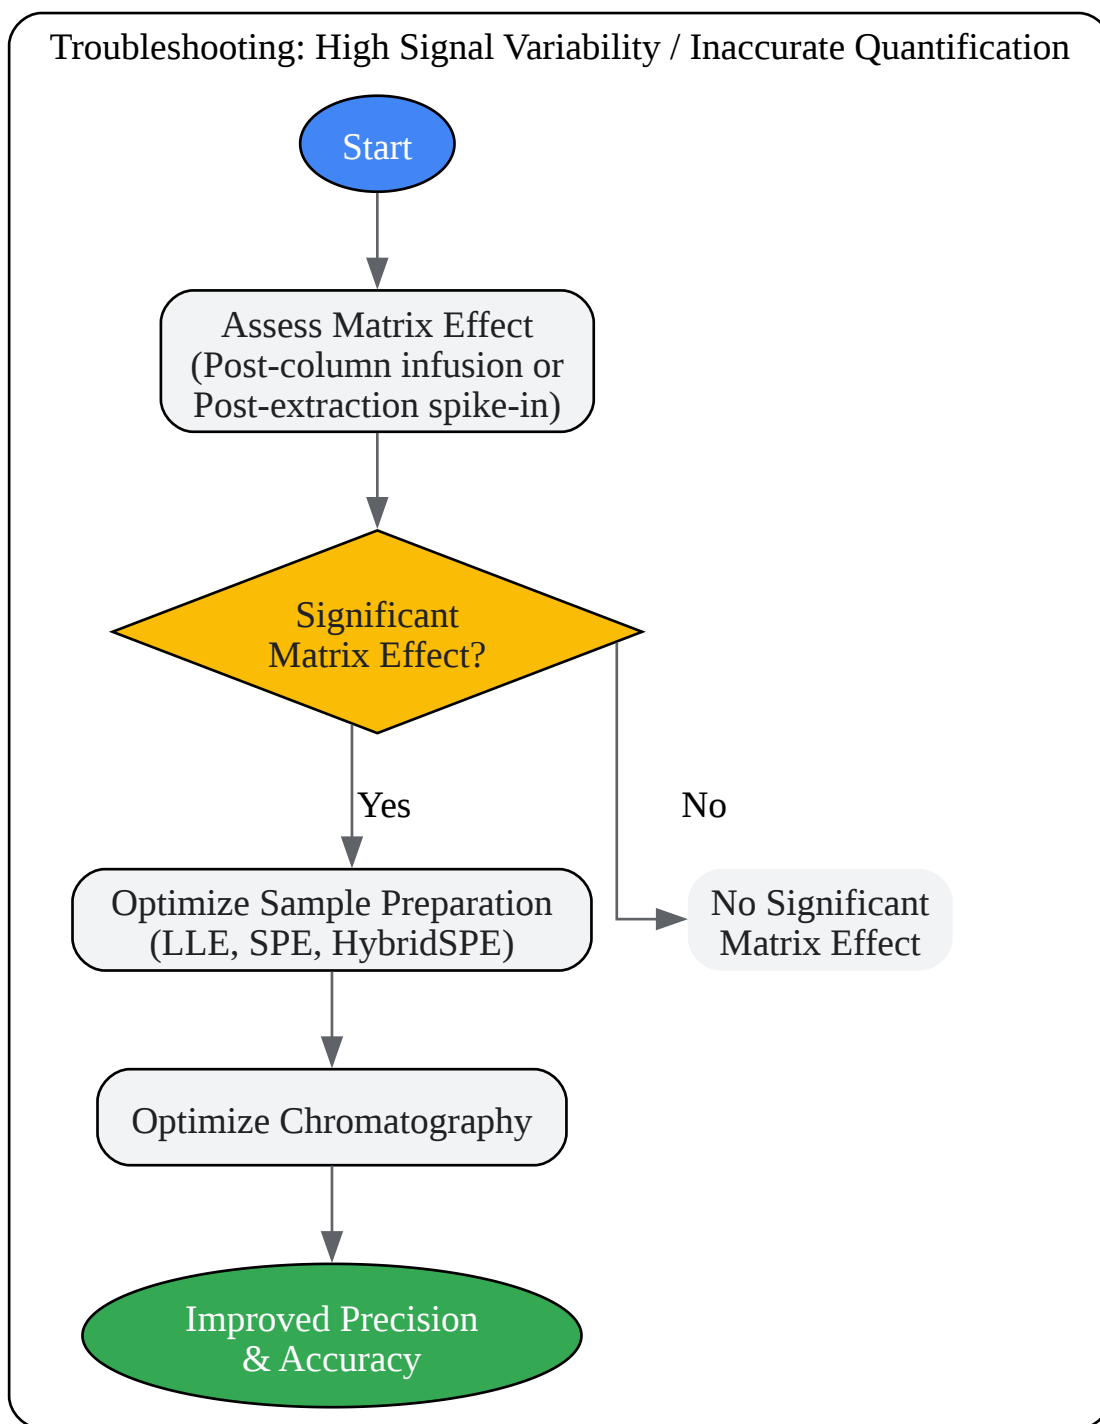 Troubleshooting: High Signal Variability / Inaccurate Quantification
Start
Assess Matrix Effect
(Post-column infusion or
Post-extraction spike-in)
Significant
Matrix Effect?
Yes
No
Optimize Sample Preparation
(LLE, SPE, HybridSPE)
No Significant
Matrix Effect
Optimize Chromatography
Improved Precision
& Accuracy